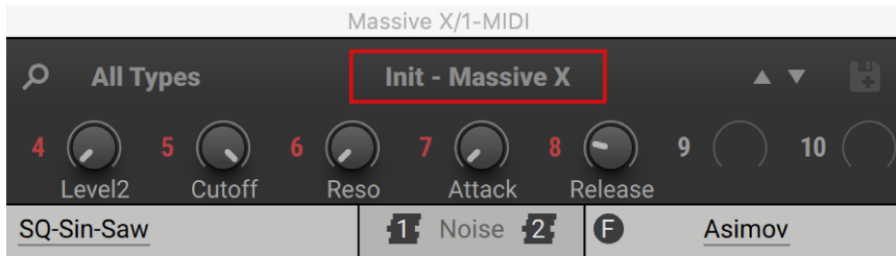 Massive X/1-MIDI
All Types Init - Massive X
4 5 6 7 8 9 10
Level2 Cutoff Reso Attack Release
SQ-Sin-Saw 1 Noise 2 F Asimov